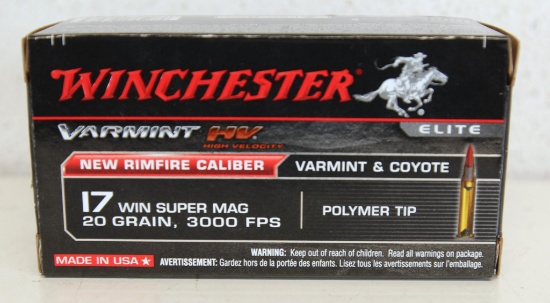 WINCHESTER
VARMINT HV
HIGH VELOCITY
ELITE
NEW RIMFIRE CALIBER
VARMINT & COYOTE
17 WIN SUPER MAG
20 GRAIN, 3000 FPS
POLYMER TIP
WARNING: Keep out of reach of children. Read all warnings on package.
MADE IN USA
AVERTISSEMENT: Gardez hors de la portée des enfants. Lisez tous les avertissements sur l'emballage.